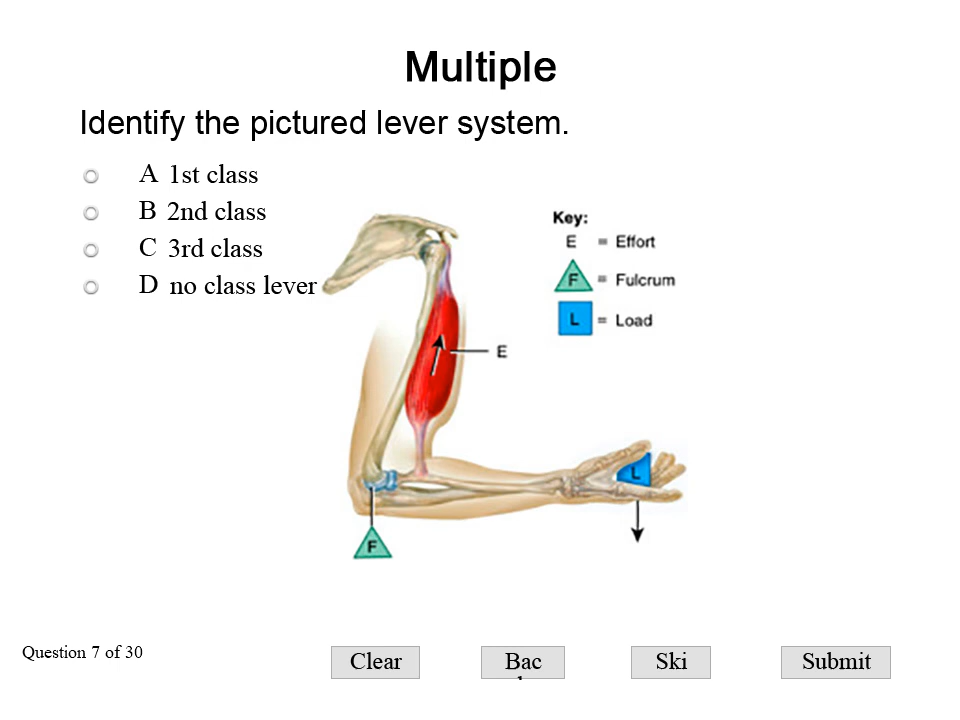 Multiple
Identify the pictured lever system.
A 1st class
B 2nd class
C 3rd class
D no class lever
Key:
E = Effort
F = Fulcrum
L = Load
E
L
F
Question 7 of 30
Clear
Bac
Ski
Submit